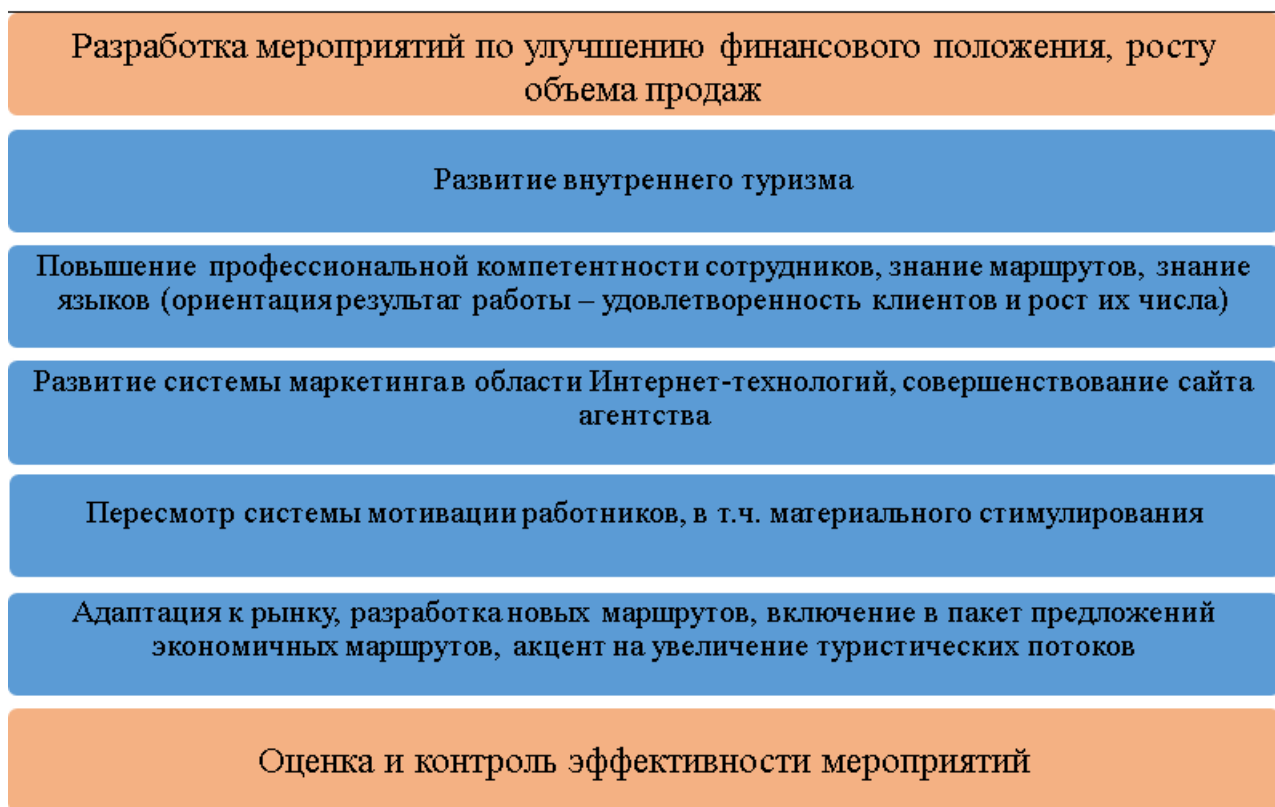 Разработка мероприятий по улучшению финансового положения, росту
объема продаж
Развитие внутреннего туризма
Повышение профессиональной компетентности сотрудников, знание маршрутов, знание
языков (ориентация результат работы – удовлетворенность клиентов и рост их числа)
Развитие системы маркетинга в области Интернет-технологий, совершенствование сайта
агентства
Пересмотр системы мотивации работников, в т.ч. материального стимулирования
Адаптация к рынку, разработка новых маршрутов, включение в пакет предложений
экономичных маршрутов, акцент на увеличение туристических потоков
Оценка и контроль эффективности мероприятий